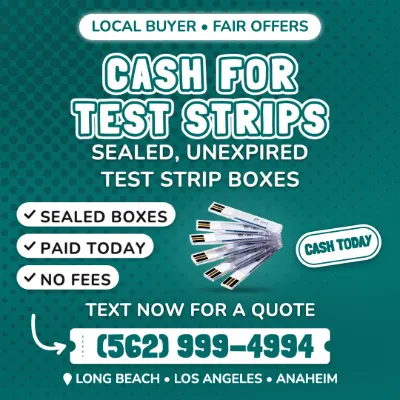 LOCAL BUYER • FAIR OFFERS
CASH FOR
TEST STRIPS
SEALED, UNEXPIRED
TEST STRIP BOXES
SEALED BOXES
PAID TODAY
NO FEES
CASH TODAY
TEXT NOW FOR A QUOTE
(562) 999-4994
LONG BEACH • LOS ANGELES • ANAHEIM